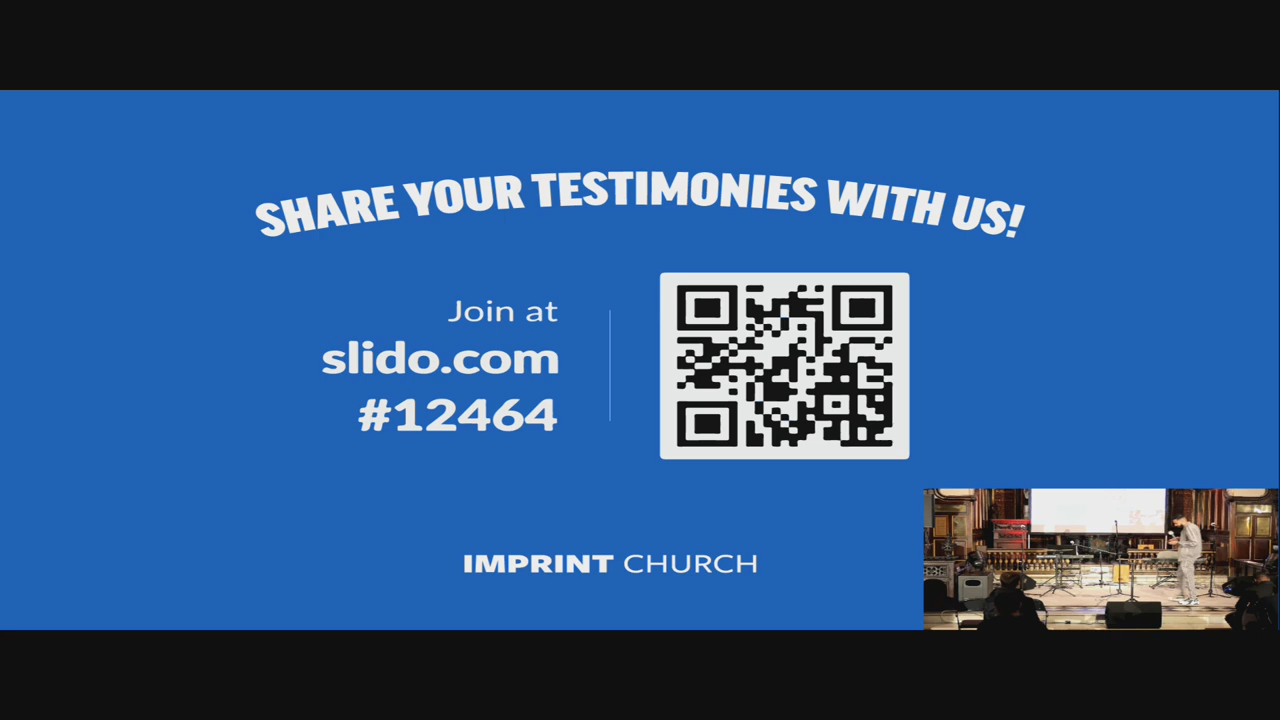 SHARE YOUR TESTIMONIES WITH US!
Join at
slido.com
#12464
IMPRINT CHURCH